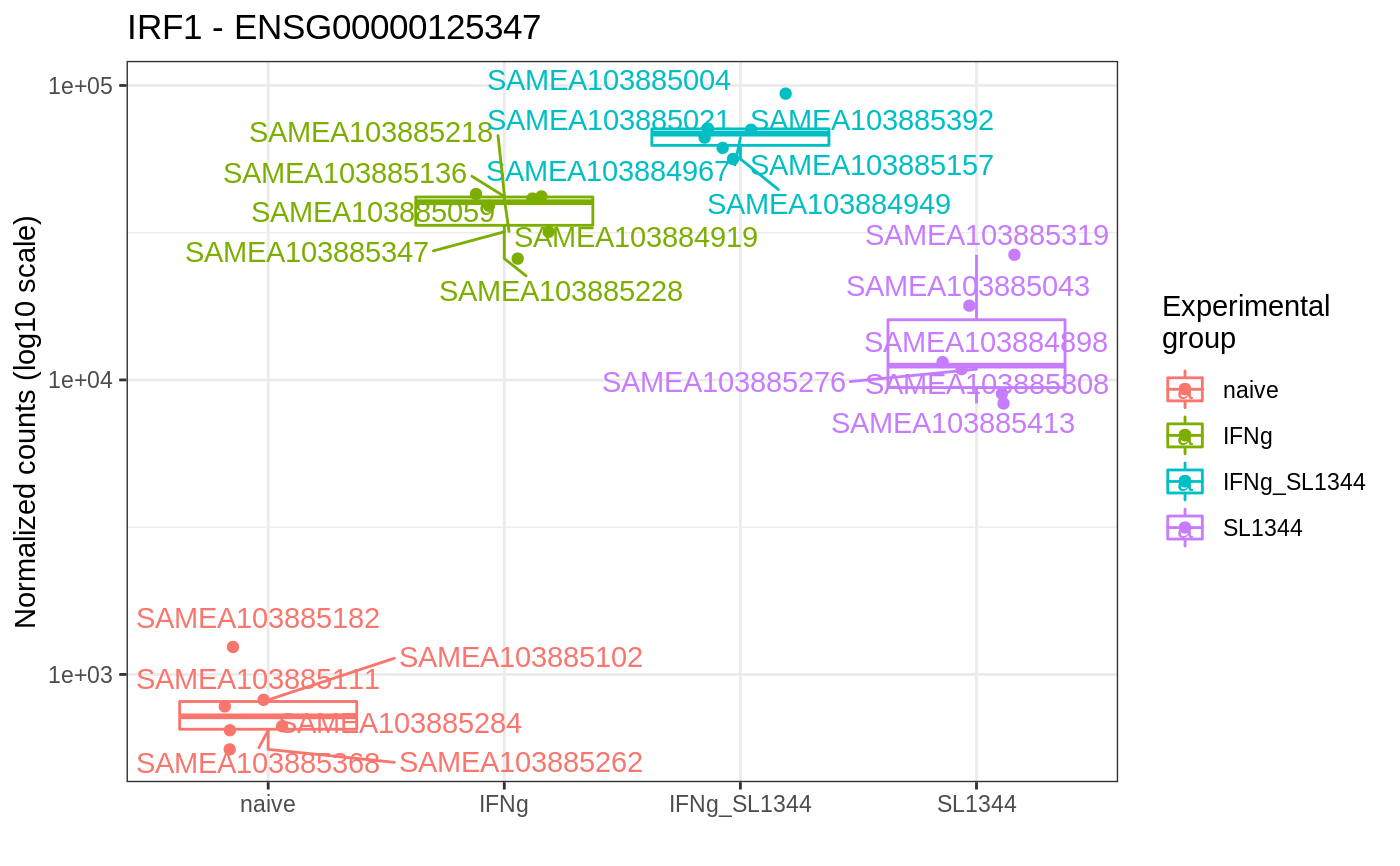 IRF1 - ENSG00000125347
Normalized counts (log10 scale)
1e+05
1e+04
1e+03
SAMEA103885004
SAMEA103885021
SAMEA103885392
SAMEA103885218
SAMEA103884967
SAMEA103885157
SAMEA103885136
SAMEA103884949
SAMEA103885059
SAMEA103884919
SAMEA103885319
SAMEA103885347
SAMEA103885228
SAMEA103885043
SAMEA103884898
SAMEA103885276
SAMEA103885308
SAMEA103885413
SAMEA103885182
SAMEA103885102
SAMEA103885111
SAMEA103885284
SAMEA103885368
SAMEA103885262
naive
IFNg
IFNg_SL1344
SL1344
Experimental
group
a
naive
a
IFNg
a
IFNg_SL1344
a
SL1344